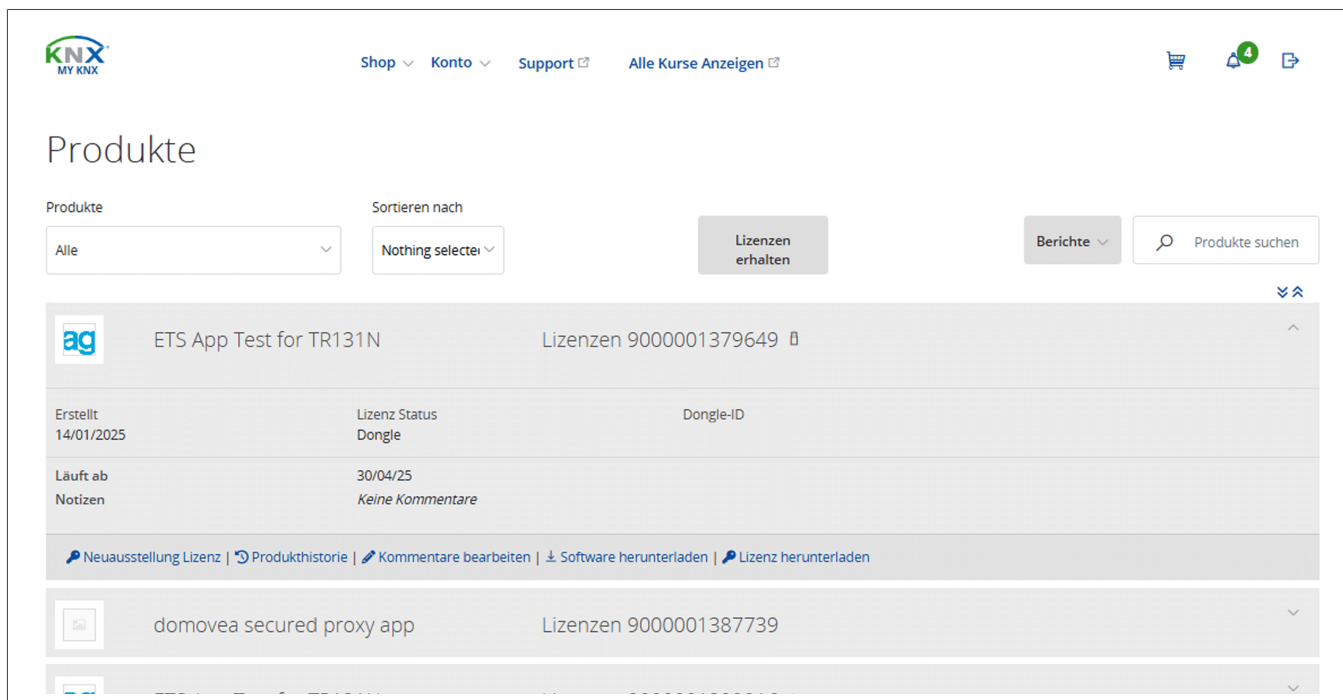 KNX
MY KNX
Shop Konto Support Alle Kurse Anzeigen 4
Produkte
Produkte Sortieren nach
Alle Nothing selecte Lizenzen erhalten Berichte Produkte suchen
ag ETS App Test for TR131N Lizenzen 9000001379649
Erstellt Lizenz Status Dongle-ID
14/01/2025 Dongle
Läuft ab 30/04/25
Notizen Keine Kommentare
Neuausstellung Lizenz | Produkthistorie | Kommentare bearbeiten | Software herunterladen | Lizenz herunterladen
domovea secured proxy app Lizenzen 9000001387739